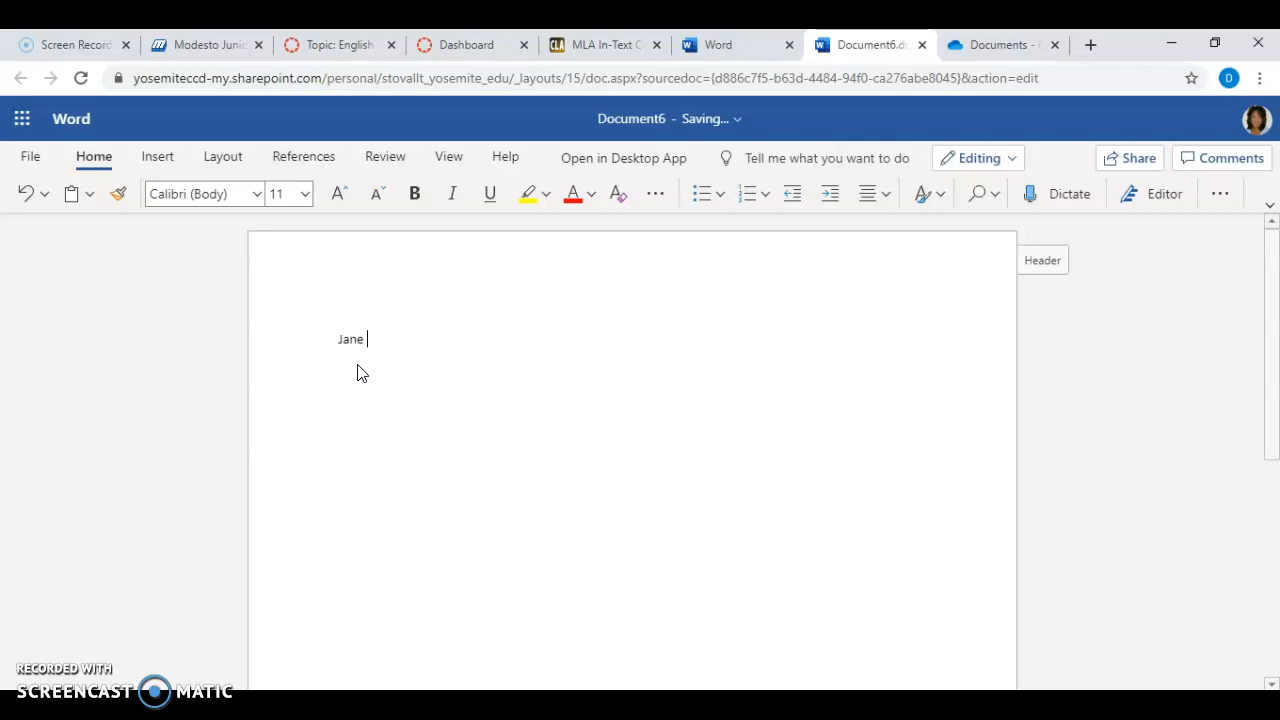 Screen Record
Modesto Junic
Topic: English
Dashboard
MLA In-Text C
Word
Document6.d
Documents -
yosemiteccd-my.sharepoint.com/personal/stovallt_yosemite_edu/_layouts/15/doc.aspx?sourcedoc={d886c7f5-b63d-4484-94f0-ca276abe8045}&action=edit
D
Word
Document6 - Saving...
File
Home
Insert
Layout
References
Review
View
Help
Open in Desktop App
Tell me what you want to do
Editing
Share
Comments
Calibri (Body)
11
A
A
B
I
U
A
A
Dictate
Editor
Header
Jane
RECORDED WITH
SCREENCAST MATIC